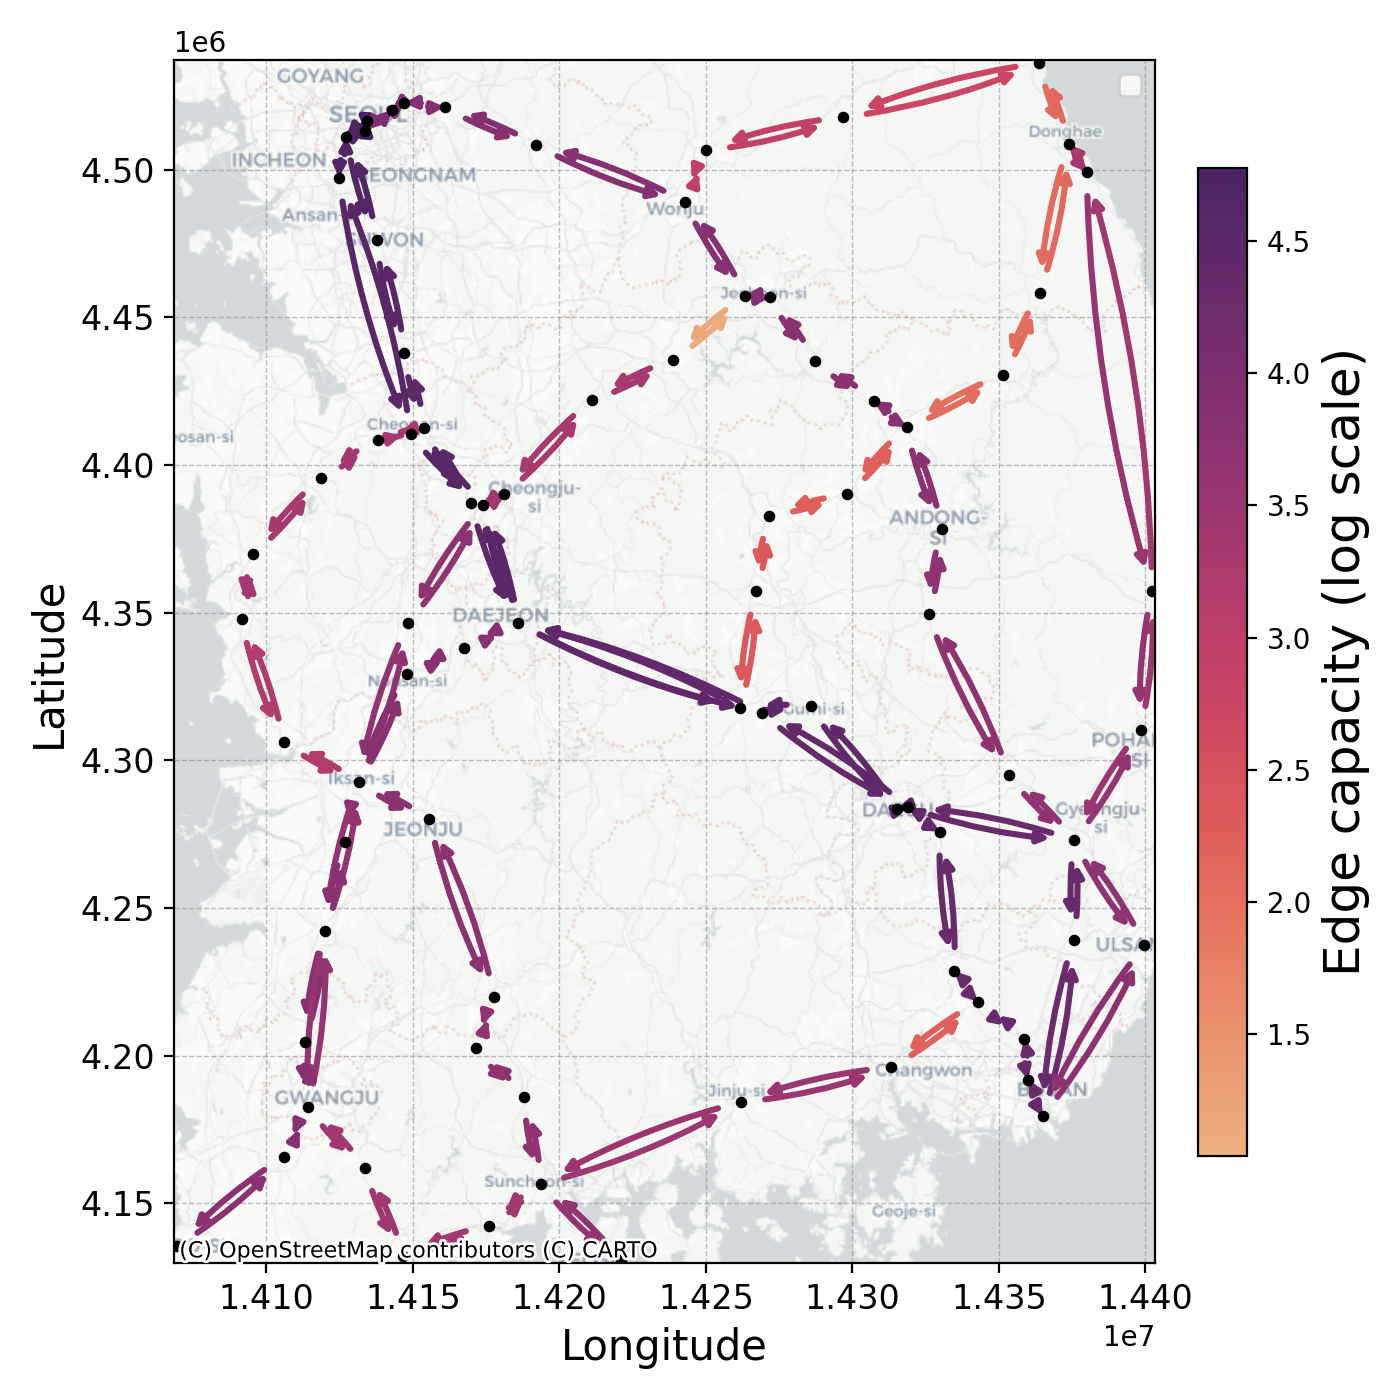 1e6
GOYANG
SEOUL
Donghae
INCHEON
EONGNAM
4.50
Ansan-
Wonju
SUWON
4.5
Jecheon-si
4.45
4.0
Cheonan-si
eosan-si
4.40
Cheongju-
si
ANDONG-
SI
3.5
4.35
DAEJEON
Nonsan-si
3.0
Gumi-si
POHA
SI
4.30
Iksan-si
2.5
DAEGU
Gyeongju-
si
JEONJU
4.25
2.0
ULSAN
1.5
4.20
Changwon
GWANGJU
Jinju-si
BUSAN
Suncheon-si
4.15
Geoje-si
(C) OpenStreetMap contributors (C) CARTO
1.410
1.415
1.420
1.425
1.430
1.435
1.440
1e7
Longitude
Latitude
Edge capacity (log scale)